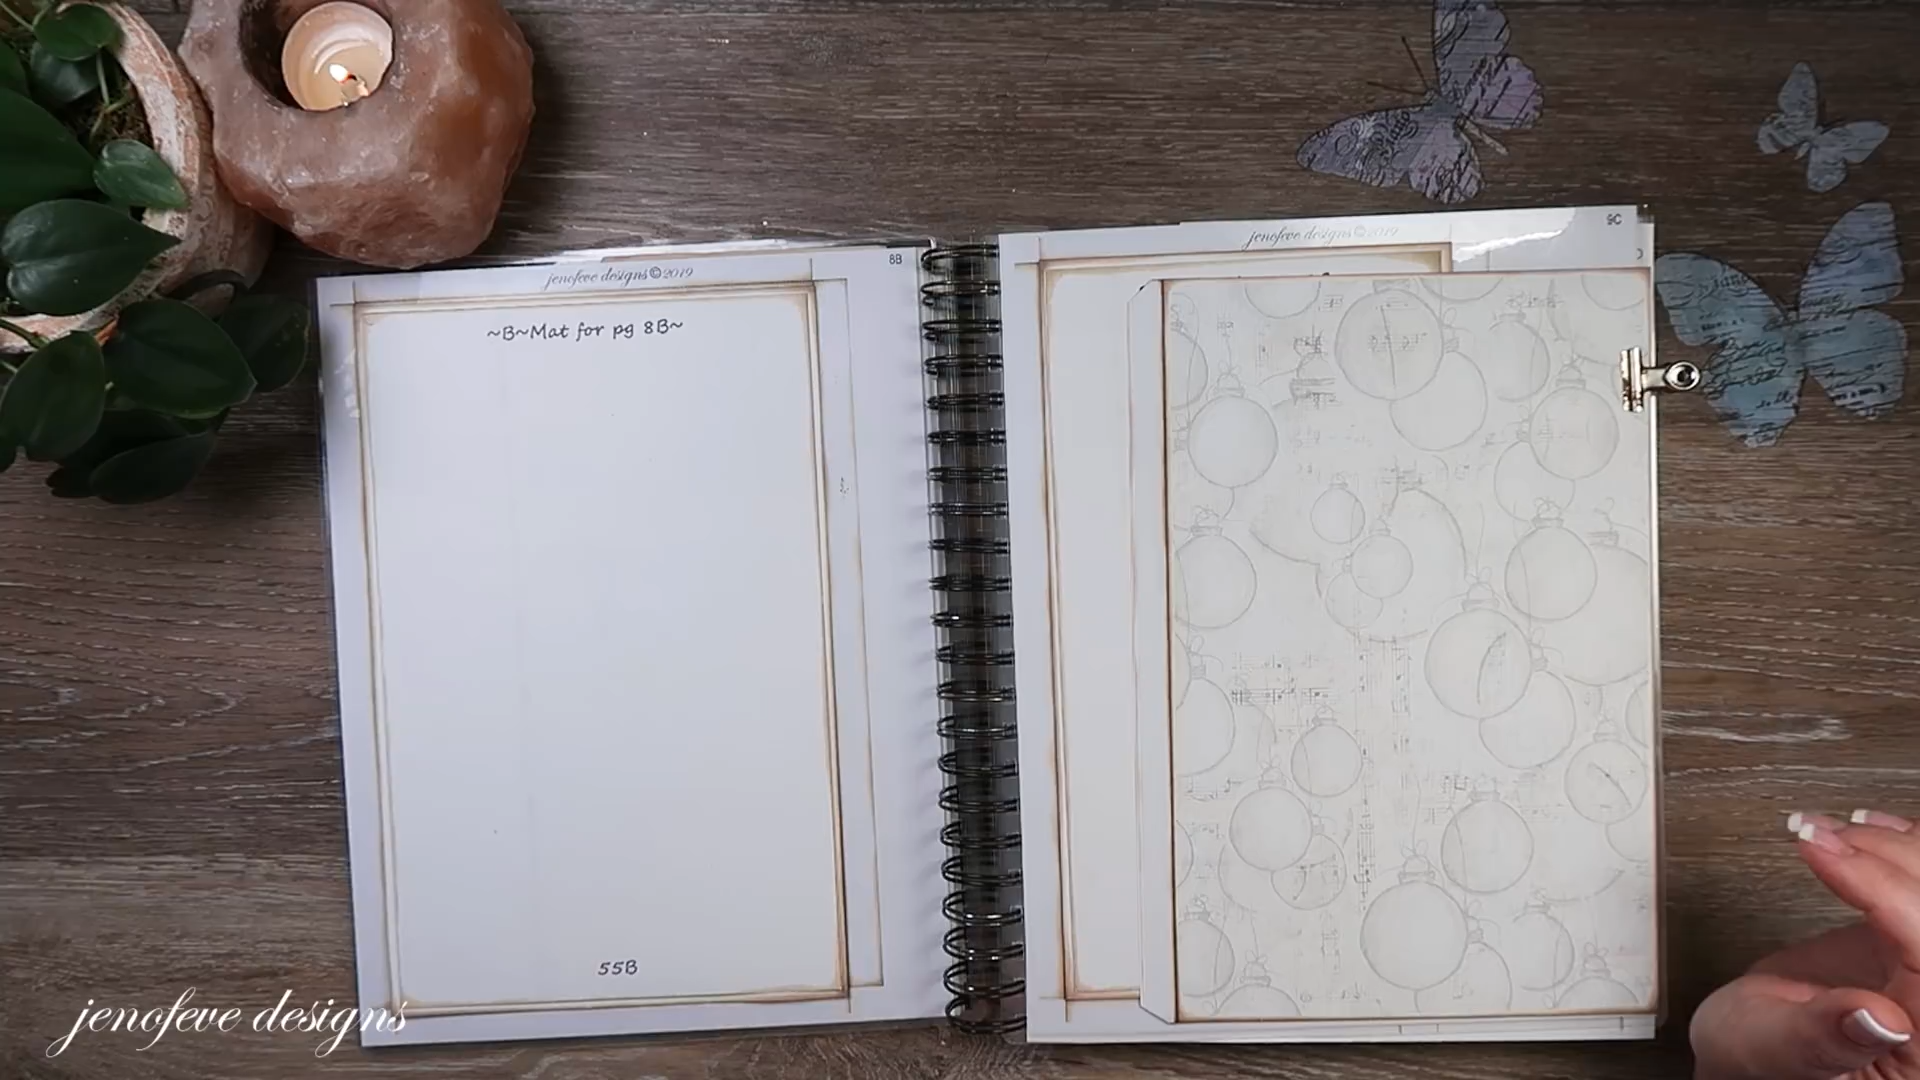 jenofeve designs©2019
8B
~B~Mat for pg 8B~
55B
jenofeve designs©2019
9C
jenofeve designs